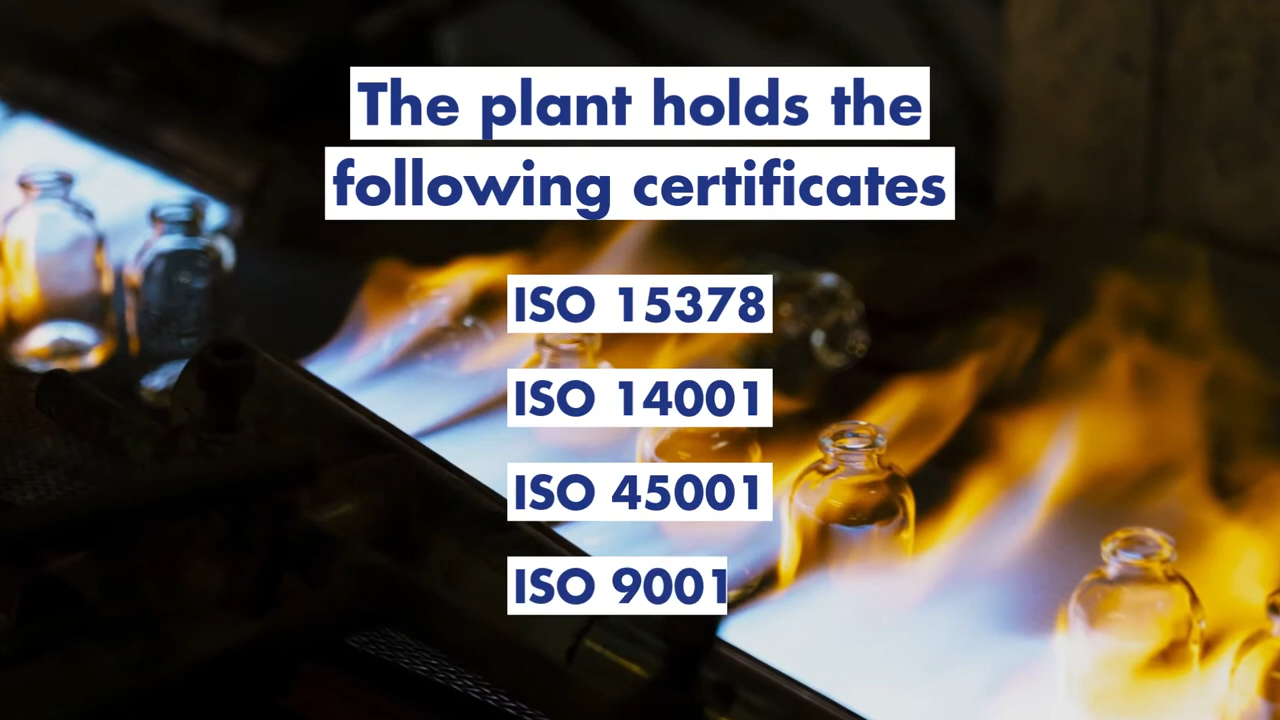 The plant holds the
following certificates
ISO 15378
ISO 14001
ISO 45001
ISO 9001